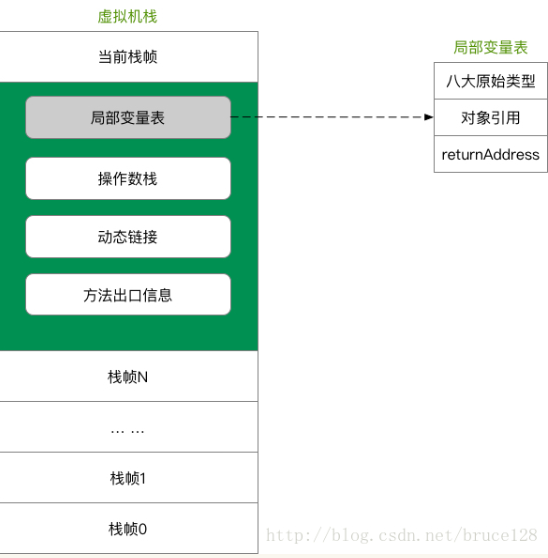 虚拟机栈
当前栈帧
局部变量表
操作数栈
动态链接
方法出口信息
栈帧N
... ...
栈帧1
栈帧0
局部变量表
八大原始类型
对象引用
returnAddress
http://blog.csdn.net/bruce128